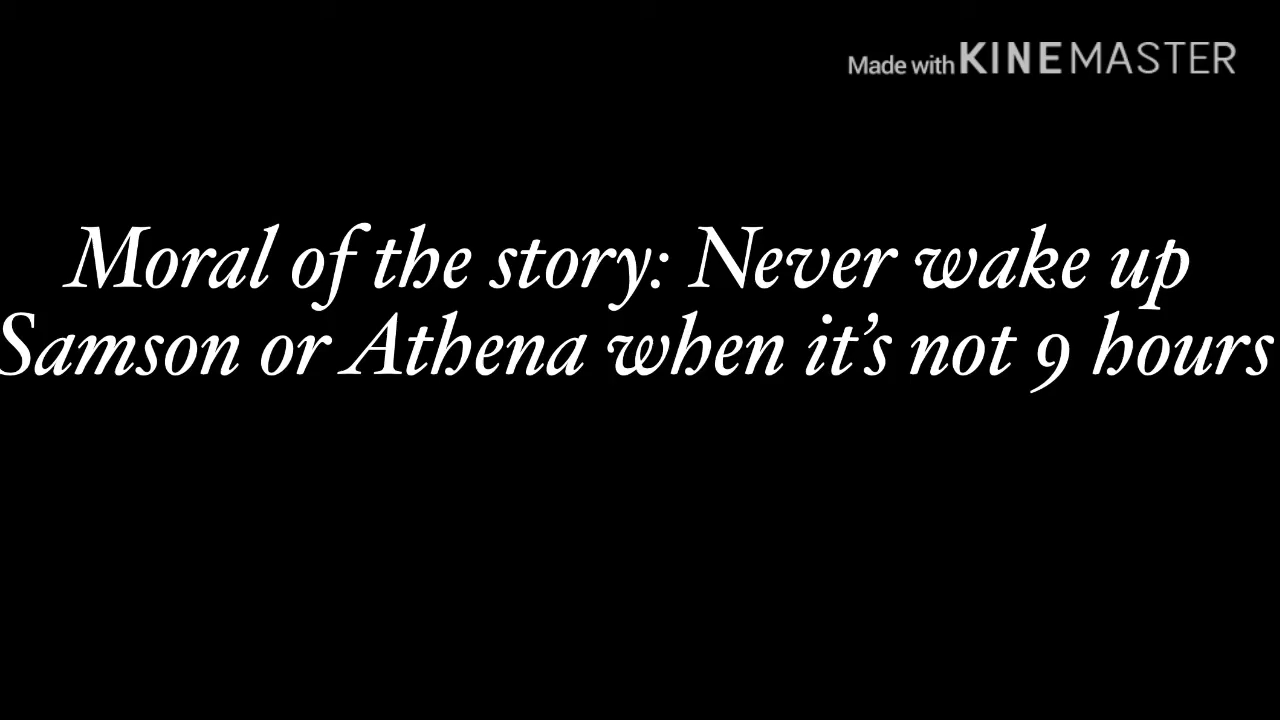 Made with KINEMASTER
Moral of the story: Never wake up
Samson or Athena when it’s not 9 hours